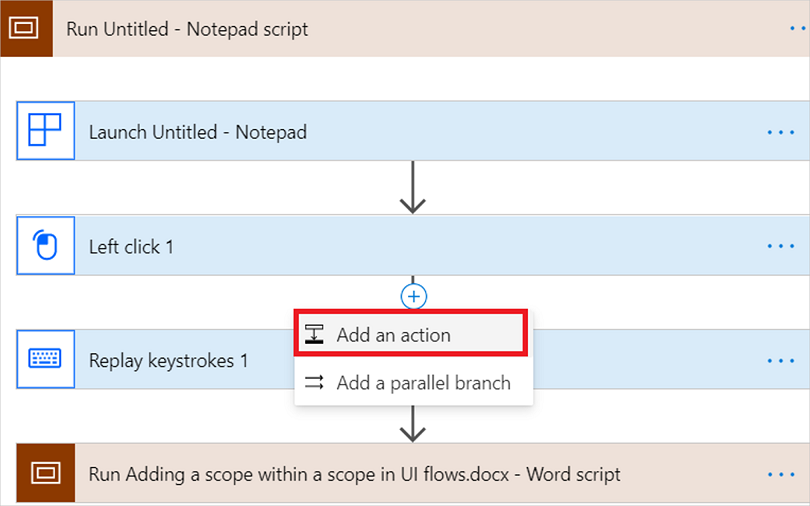 Run Untitled - Notepad script
Launch Untitled - Notepad
Left click 1
Add an action
Replay keystrokes 1
Add a parallel branch
Run Adding a scope within a scope in UI flows.docx - Word script